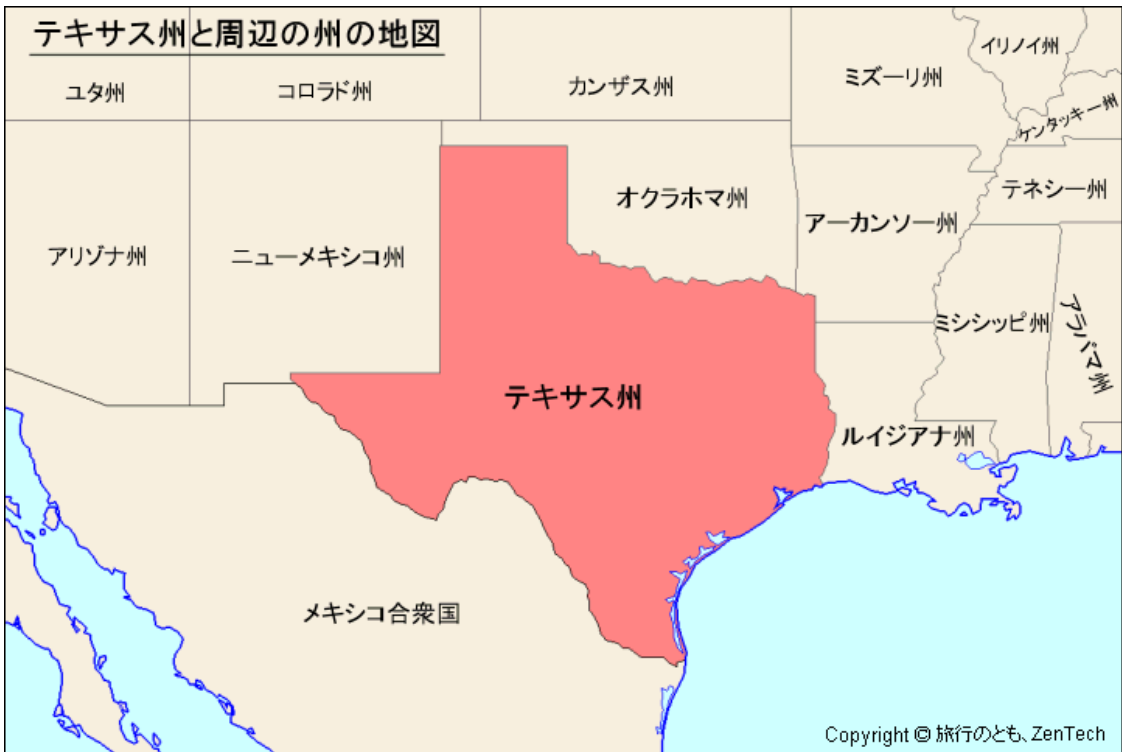 テキサス州と周辺の州の地図
ユタ州
コロラド州
カンザス州
ミズーリ州
イリノイ州
ケンタッキー州
テネシー州
オクラホマ州
アーカンソー州
アリゾナ州
ニューメキシコ州
ミシシッピ州
アラバマ州
テキサス州
ルイジアナ州
メキシコ合衆国
Copyright © 旅行のとも、ZenTech